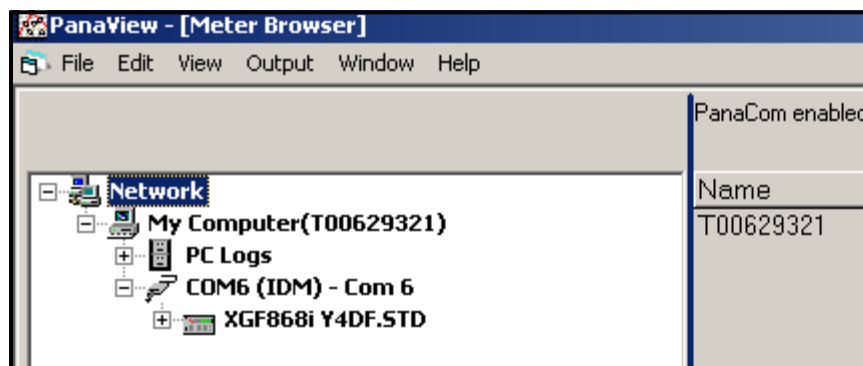 PanaView - [Meter Browser]
File Edit View Output Window Help
PanaCom enabled
Network
My Computer(T00629321)
PC Logs
COM6 (IDM) - Com 6
XGF868i Y4DF.STD
Name
T00629321